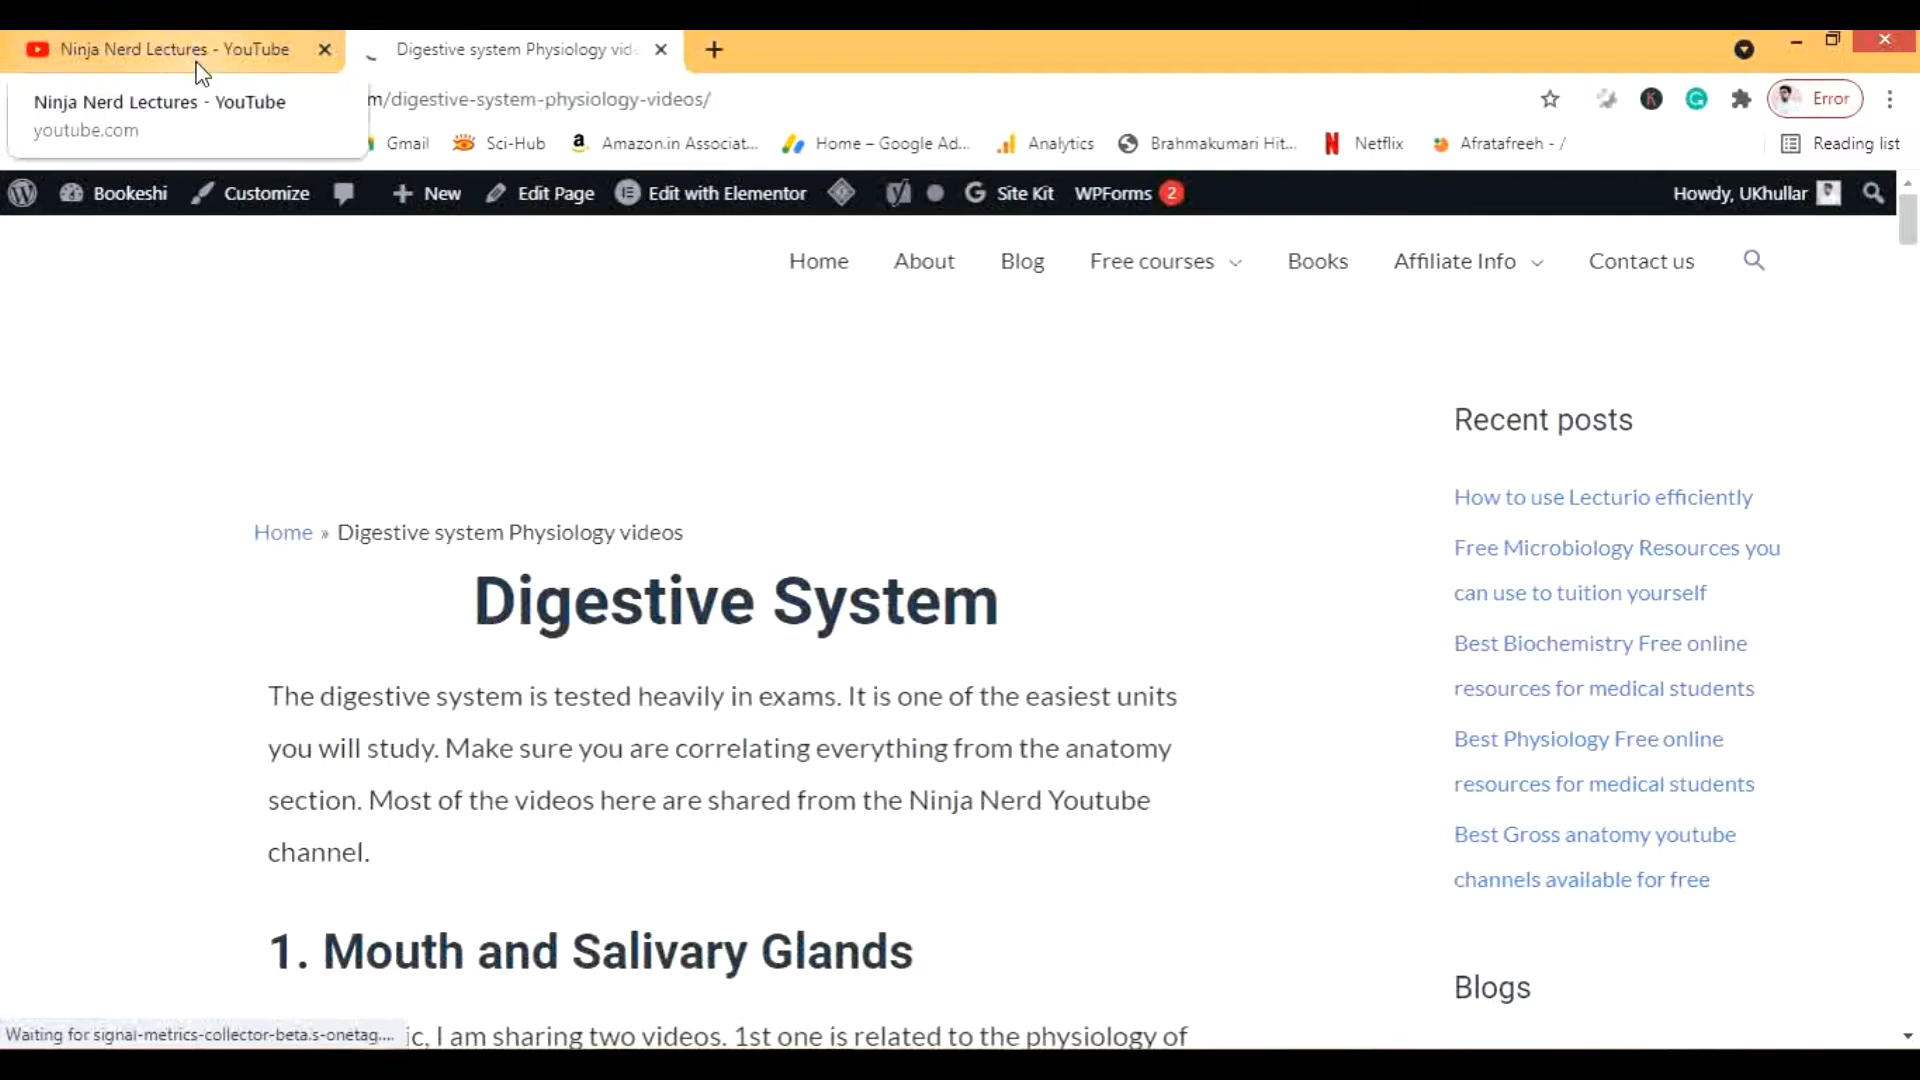 Ninja Nerd Lectures - YouTube
Digestive system Physiology vid
Ninja Nerd Lectures - YouTube
youtube.com
m/digestive-system-physiology-videos/
Error
Gmail
Sci-Hub
Amazon.in Associat...
Home – Google Ad...
Analytics
Brahmakumari Hit...
Netflix
Afratafreeh - /
Reading list
Bookeshi
Customize
New
Edit Page
Edit with Elementor
Site Kit
WPForms 2
Howdy, UKhullar
Home
About
Blog
Free courses
Books
Affiliate Info
Contact us
Home » Digestive system Physiology videos
Digestive System
The digestive system is tested heavily in exams. It is one of the easiest units
you will study. Make sure you are correlating everything from the anatomy
section. Most of the videos here are shared from the Ninja Nerd Youtube
channel.
1. Mouth and Salivary Glands
ic, I am sharing two videos. 1st one is related to the physiology of
Recent posts
How to use Lecturio efficiently
Free Microbiology Resources you
can use to tuition yourself
Best Biochemistry Free online
resources for medical students
Best Physiology Free online
resources for medical students
Best Gross anatomy youtube
channels available for free
Blogs
Waiting for signal-metrics-collector-beta.s-onetag....